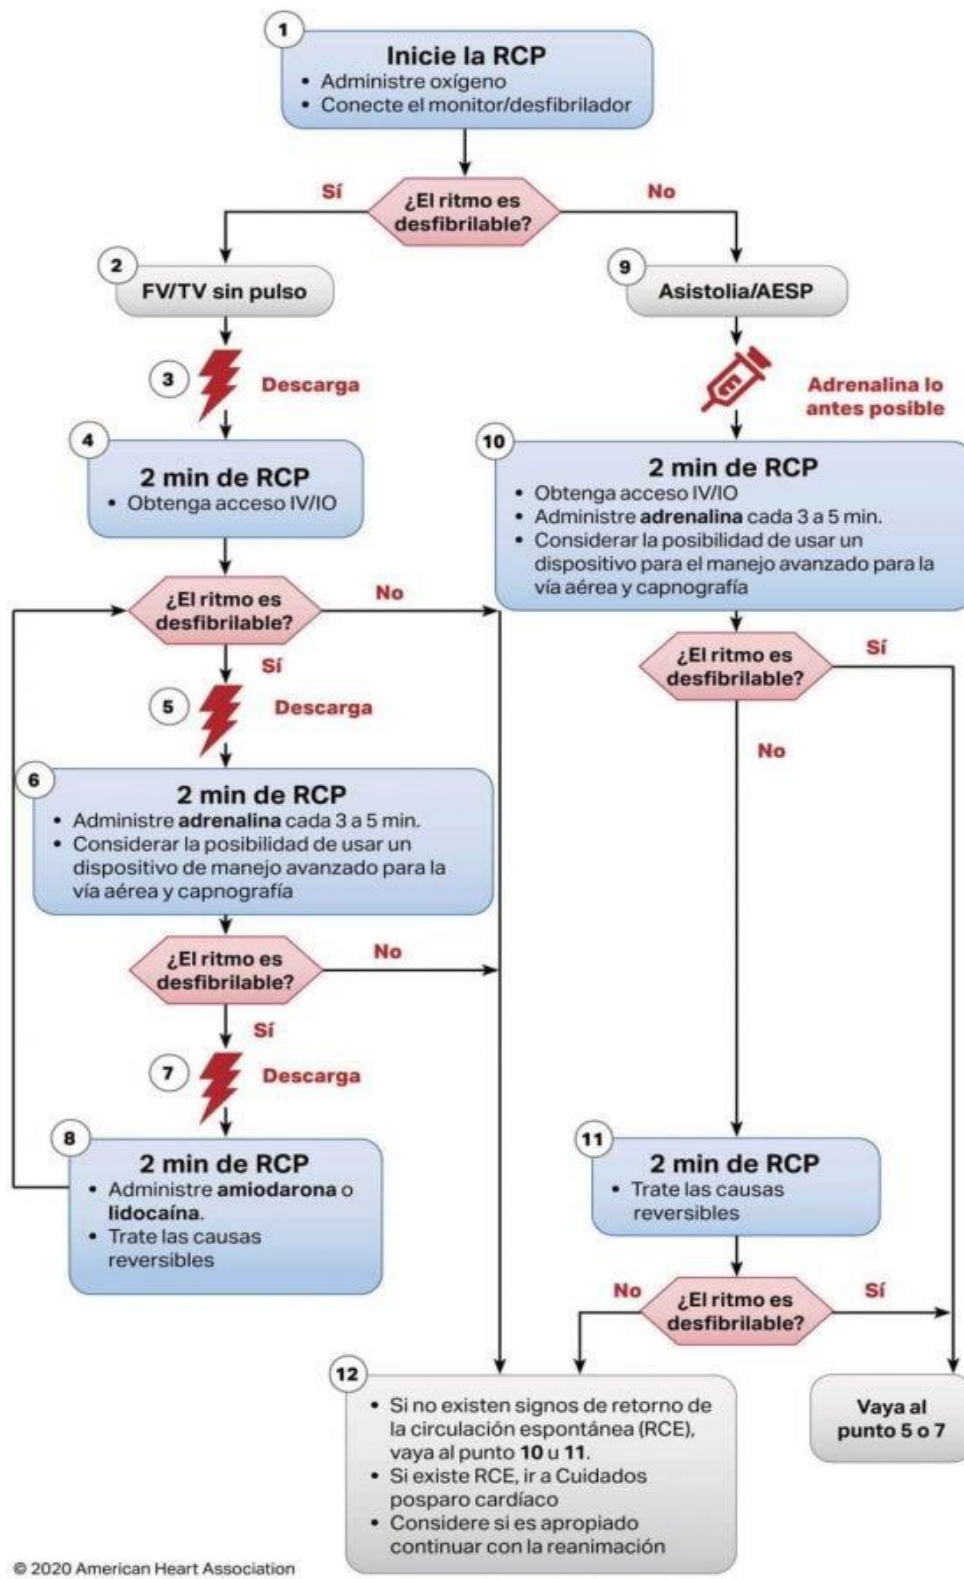 1
Inicie la RCP
• Administre oxígeno
• Conecte el monitor/desfibrilador
¿El ritmo es
desfibrilable?
Sí
No
2
FV/TV sin pulso
3
Descarga
4
2 min de RCP
• Obtenga acceso IV/IO
¿El ritmo es
desfibrilable?
No
Sí
5
Descarga
6
2 min de RCP
• Administre adrenalina cada 3 a 5 min.
• Considerar la posibilidad de usar un
dispositivo de manejo avanzado para la
vía aérea y capnografía
¿El ritmo es
desfibrilable?
No
Sí
7
Descarga
8
2 min de RCP
• Administre amiodarona o
lidocaína.
• Trate las causas
reversibles
9
Asistolia/AESP
Adrenalina lo
antes posible
10
2 min de RCP
• Obtenga acceso IV/IO
• Administre adrenalina cada 3 a 5 min.
• Considerar la posibilidad de usar un
dispositivo para el manejo avanzado para la
vía aérea y capnografía
¿El ritmo es
desfibrilable?
Sí
No
11
2 min de RCP
• Trate las causas
reversibles
¿El ritmo es
desfibrilable?
No
Sí
12
• Si no existen signos de retorno de
la circulación espontánea (RCE),
vaya al punto 10 u 11.
• Si existe RCE, ir a Cuidados
posparo cardíaco
• Considere si es apropiado
continuar con la reanimación
Vaya al
punto 5 o 7
© 2020 American Heart Association